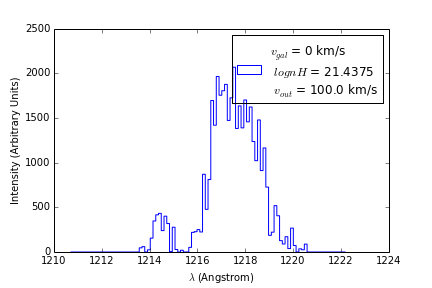 2500
2000
1500
1000
500
0
Intensity (Arbitrary Units)
v_gal = 0 km/s
lognH = 21.4375
v_out = 100.0 km/s
1210 1212 1214 1216 1218 1220 1222 1224
λ (Angstrom)